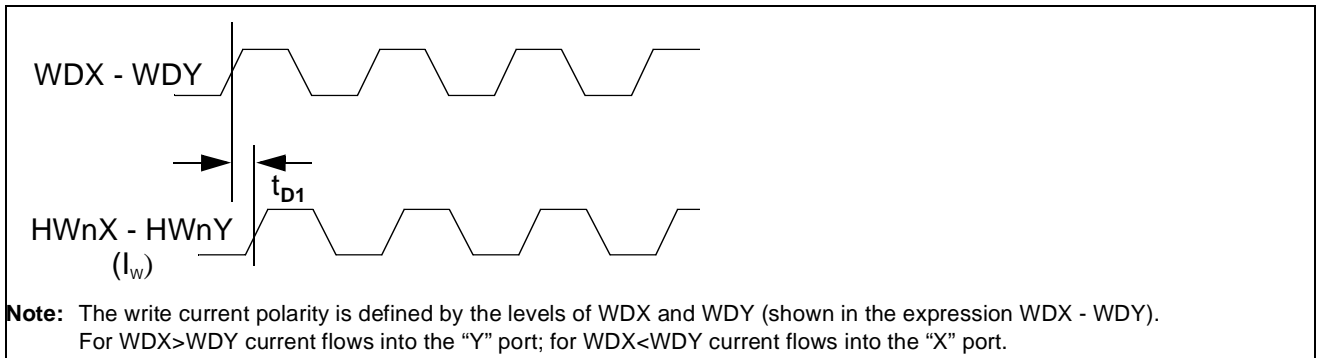 WDX - WDY
tD1
HWnX - HWnY
(Iw)
Note: The write current polarity is defined by the levels of WDX and WDY (shown in the expression WDX - WDY).
For WDX>WDY current flows into the “Y” port; for WDX<WDY current flows into the “X” port.